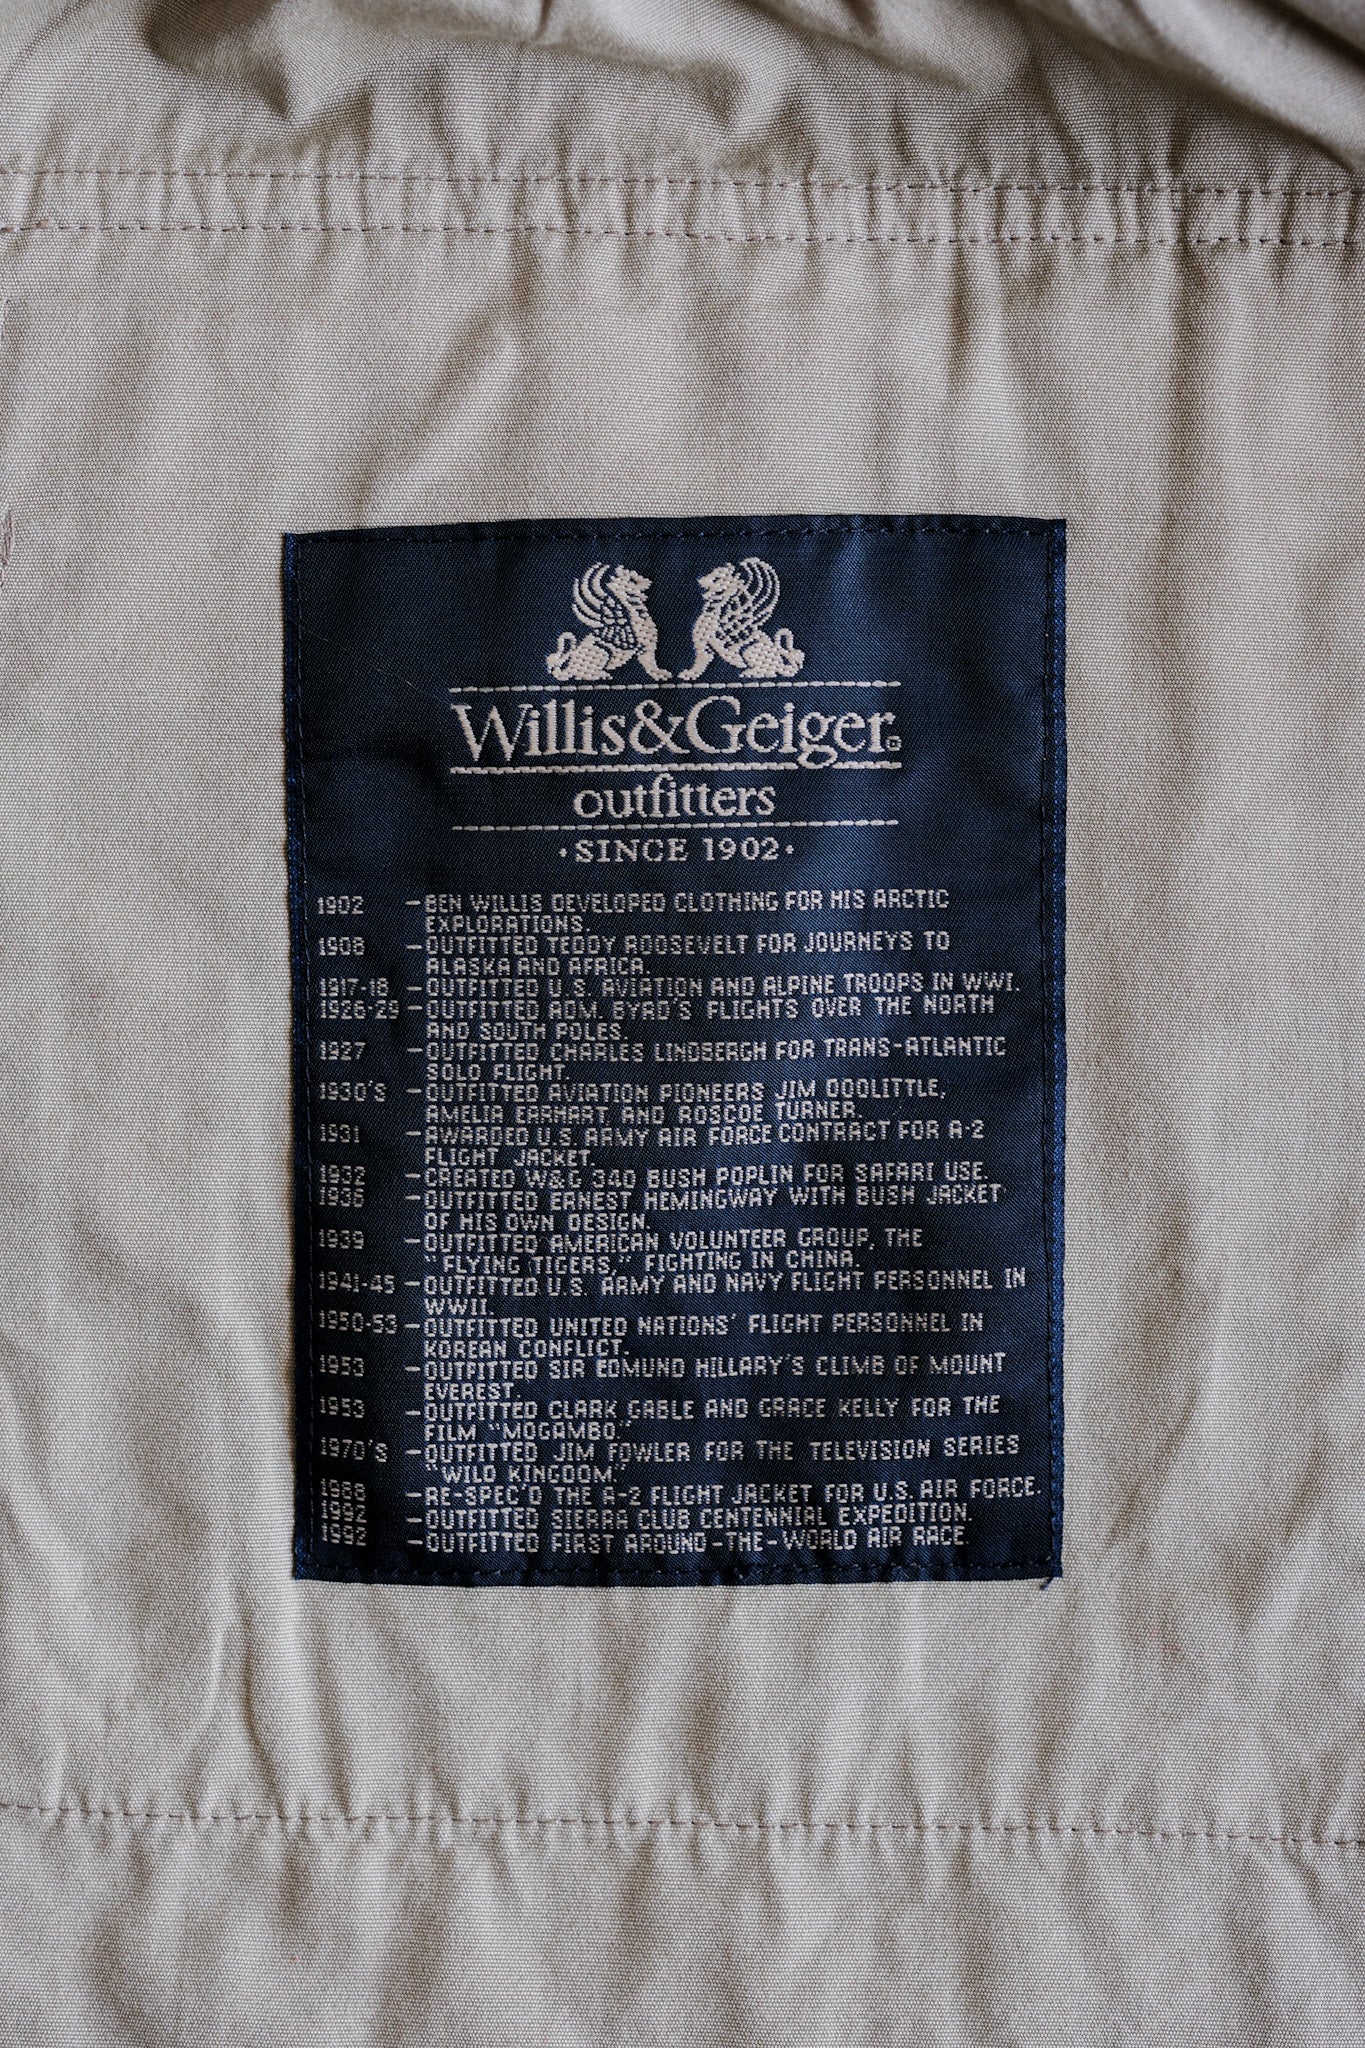 Willis&Geiger®
outfitters
·SINCE 1902·
1902 -BEN WILLIS DEVELOPED CLOTHING FOR HIS ARCTIC
EXPLORATIONS.
1908 -OUTFITTED TEDDY ROOSEVELT FOR JOURNEYS TO
ALASKA AND AFRICA.
1917-18 -OUTFITTED U.S. AVIATION AND ALPINE TROOPS IN WWI.
1926-29 -OUTFITTED ADM. BYRD'S FLIGHTS OVER THE NORTH
AND SOUTH POLES.
1927 -OUTFITTED CHARLES LINDBERGH FOR TRANS-ATLANTIC
SOLO FLIGHT.
1930'S -OUTFITTED AVIATION PIONEERS JIM DOOLITTLE,
AMELIA EARHART AND ROSCOE TURNER.
1931 -AWARDED U.S. ARMY AIR FORCE CONTRACT FOR A-2
FLIGHT JACKET.
1932 -CREATED W&G 340 BUSH POPLIN FOR SAFARI USE.
1936 -OUTFITTED ERNEST HEMINGWAY WITH BUSH JACKET
OF HIS OWN DESIGN.
1939 -OUTFITTED AMERICAN VOLUNTEER GROUP, THE
"FLYING TIGERS," FIGHTING IN CHINA.
1941-45 -OUTFITTED U.S. ARMY AND NAVY FLIGHT PERSONNEL IN
WWII.
1950-53 -OUTFITTED UNITED NATIONS' FLIGHT PERSONNEL IN
KOREAN CONFLICT.
1953 -OUTFITTED SIR EDMUND HILLARY'S CLIMB OF MOUNT
EVEREST.
1953 -OUTFITTED CLARK GABLE AND GRACE KELLY FOR THE
FILM "MOGAMBO."
1970'S -OUTFITTED JIM FOWLER FOR THE TELEVISION SERIES
"WILD KINGDOM."
1988 -RE-SPEC'D THE A-2 FLIGHT JACKET FOR U.S. AIR FORCE.
1992 -OUTFITTED SIERRA CLUB CENTENNIAL EXPEDITION.
1992 -OUTFITTED FIRST AROUND-THE-WORLD AIR RACE.